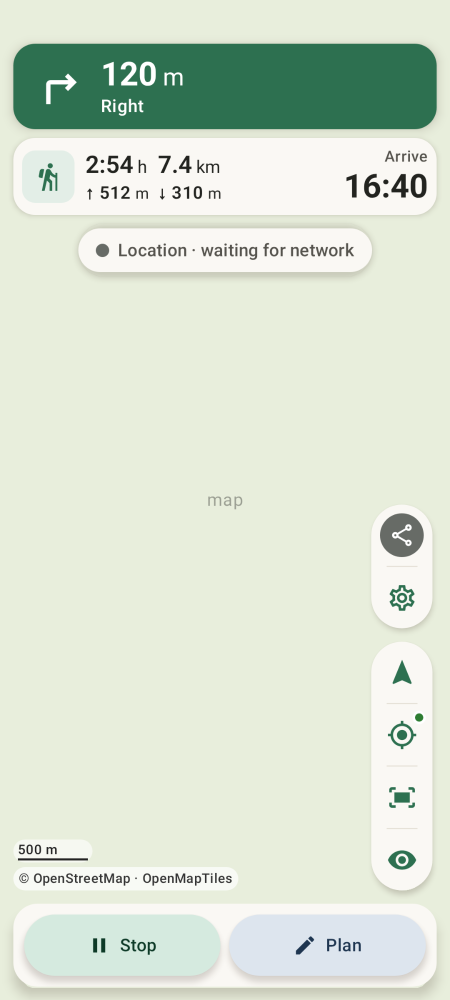 120 m
Right
2:54 h 7.4 km
↑ 512 m ↓ 310 m
Arrive
16:40
Location · waiting for network
map
500 m
© OpenStreetMap · OpenMapTiles
Stop
Plan